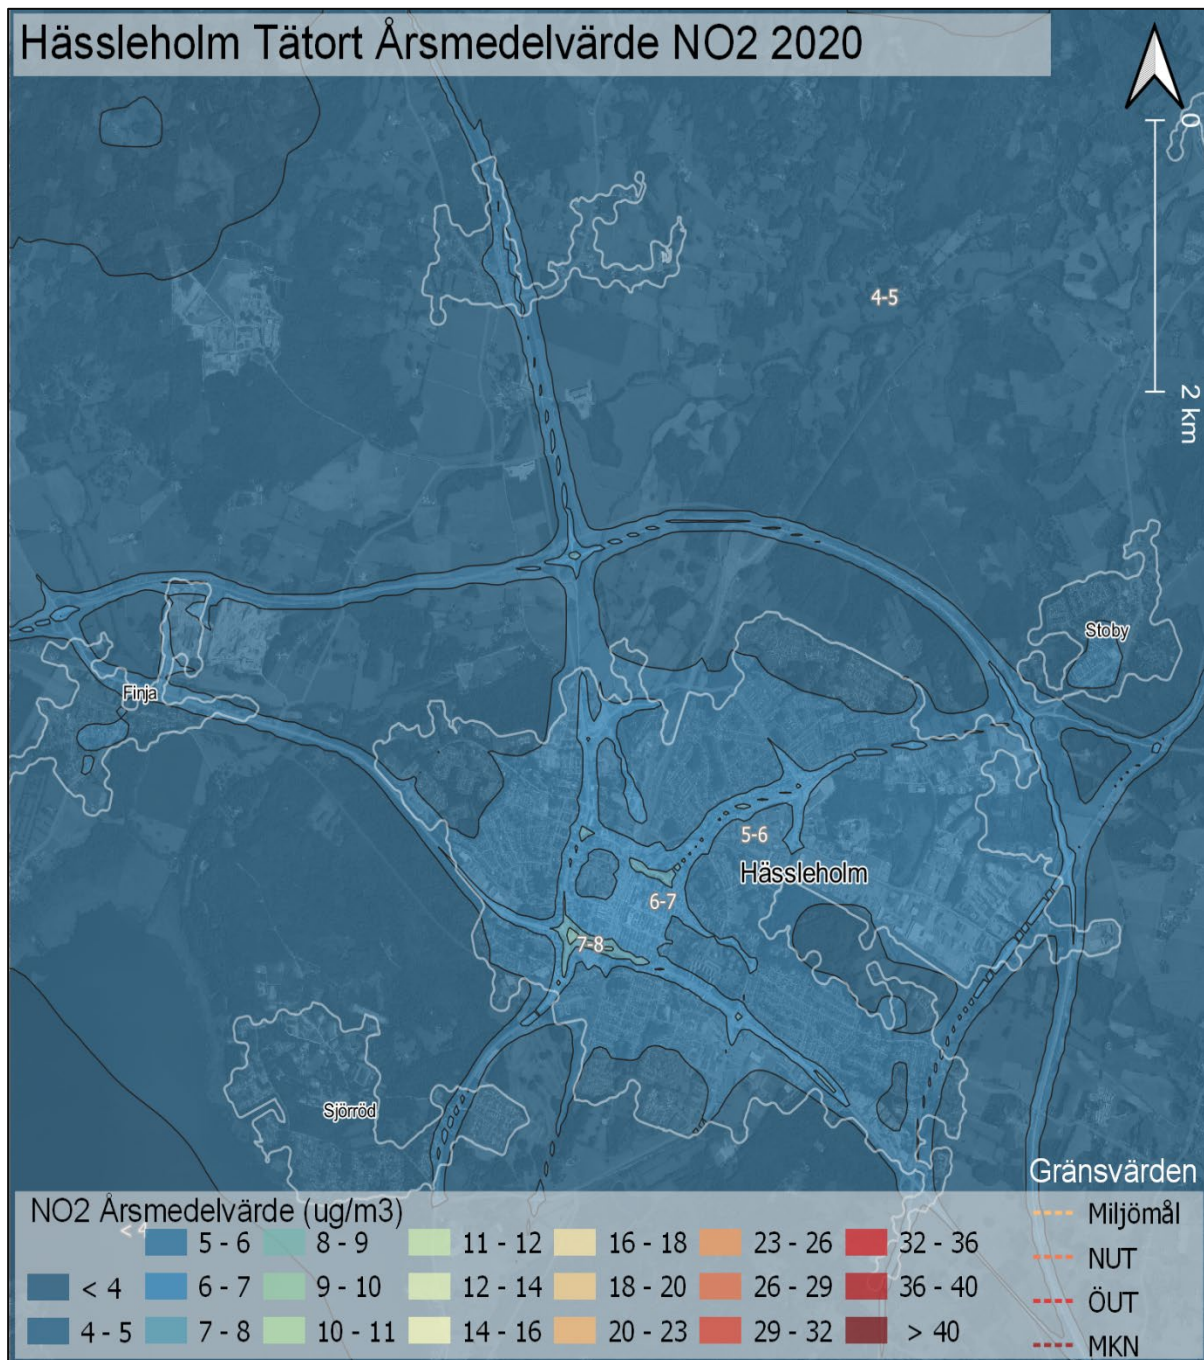 Hässleholm Tätort Årsmedelvärde NO2 2020
0
2 km
4-5
Stoby
Finja
5-6
Hässleholm
6-7
7-8
Sjörröd
Gränsvärden
Miljömål
NUT
ÖUT
MKN
NO2 Årsmedelvärde (ug/m3)
< 4
5 - 6 8 - 9 11 - 12 16 - 18 23 - 26 32 - 36
< 4 6 - 7 9 - 10 12 - 14 18 - 20 26 - 29 36 - 40
4 - 5 7 - 8 10 - 11 14 - 16 20 - 23 29 - 32 > 40